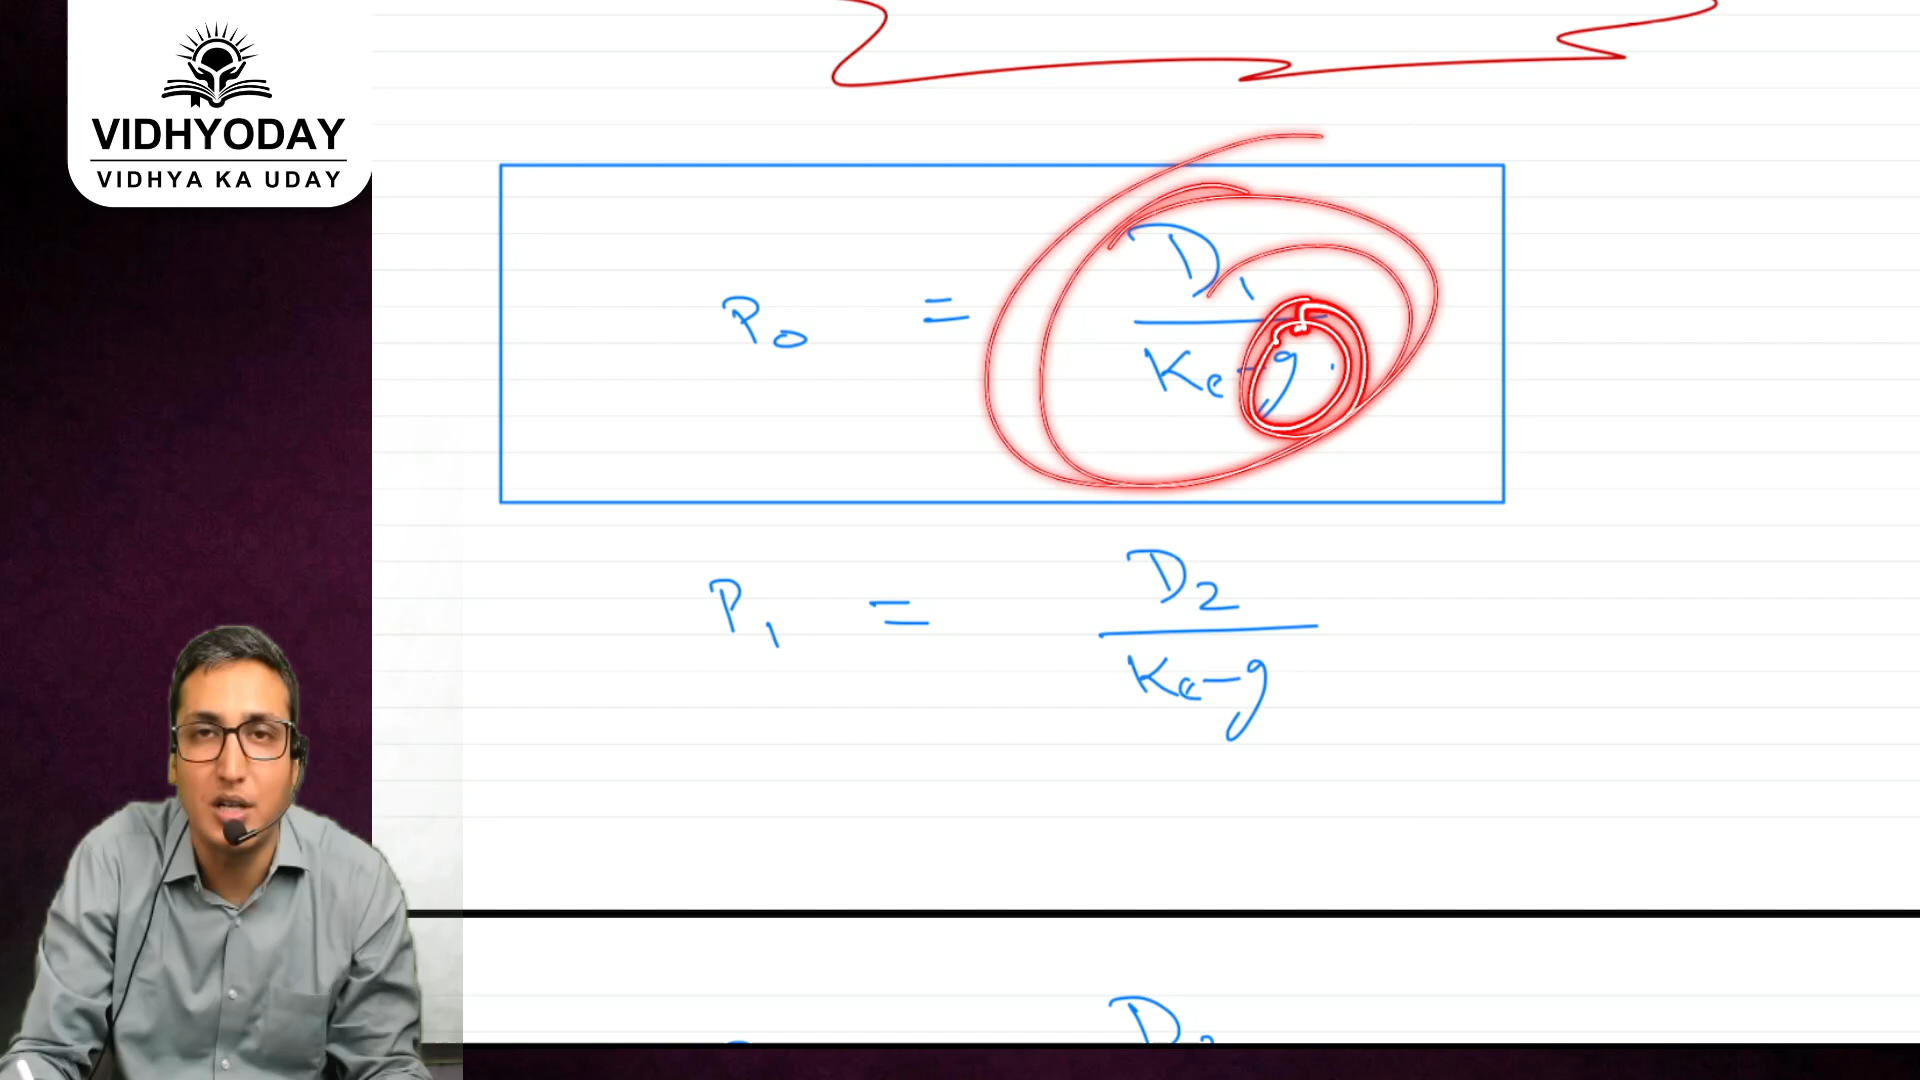 VIDHYODAY
VIDHYA KA UDAY
P₀ = D₁ / Ke-g
P₁ = D₂ / Ke-g